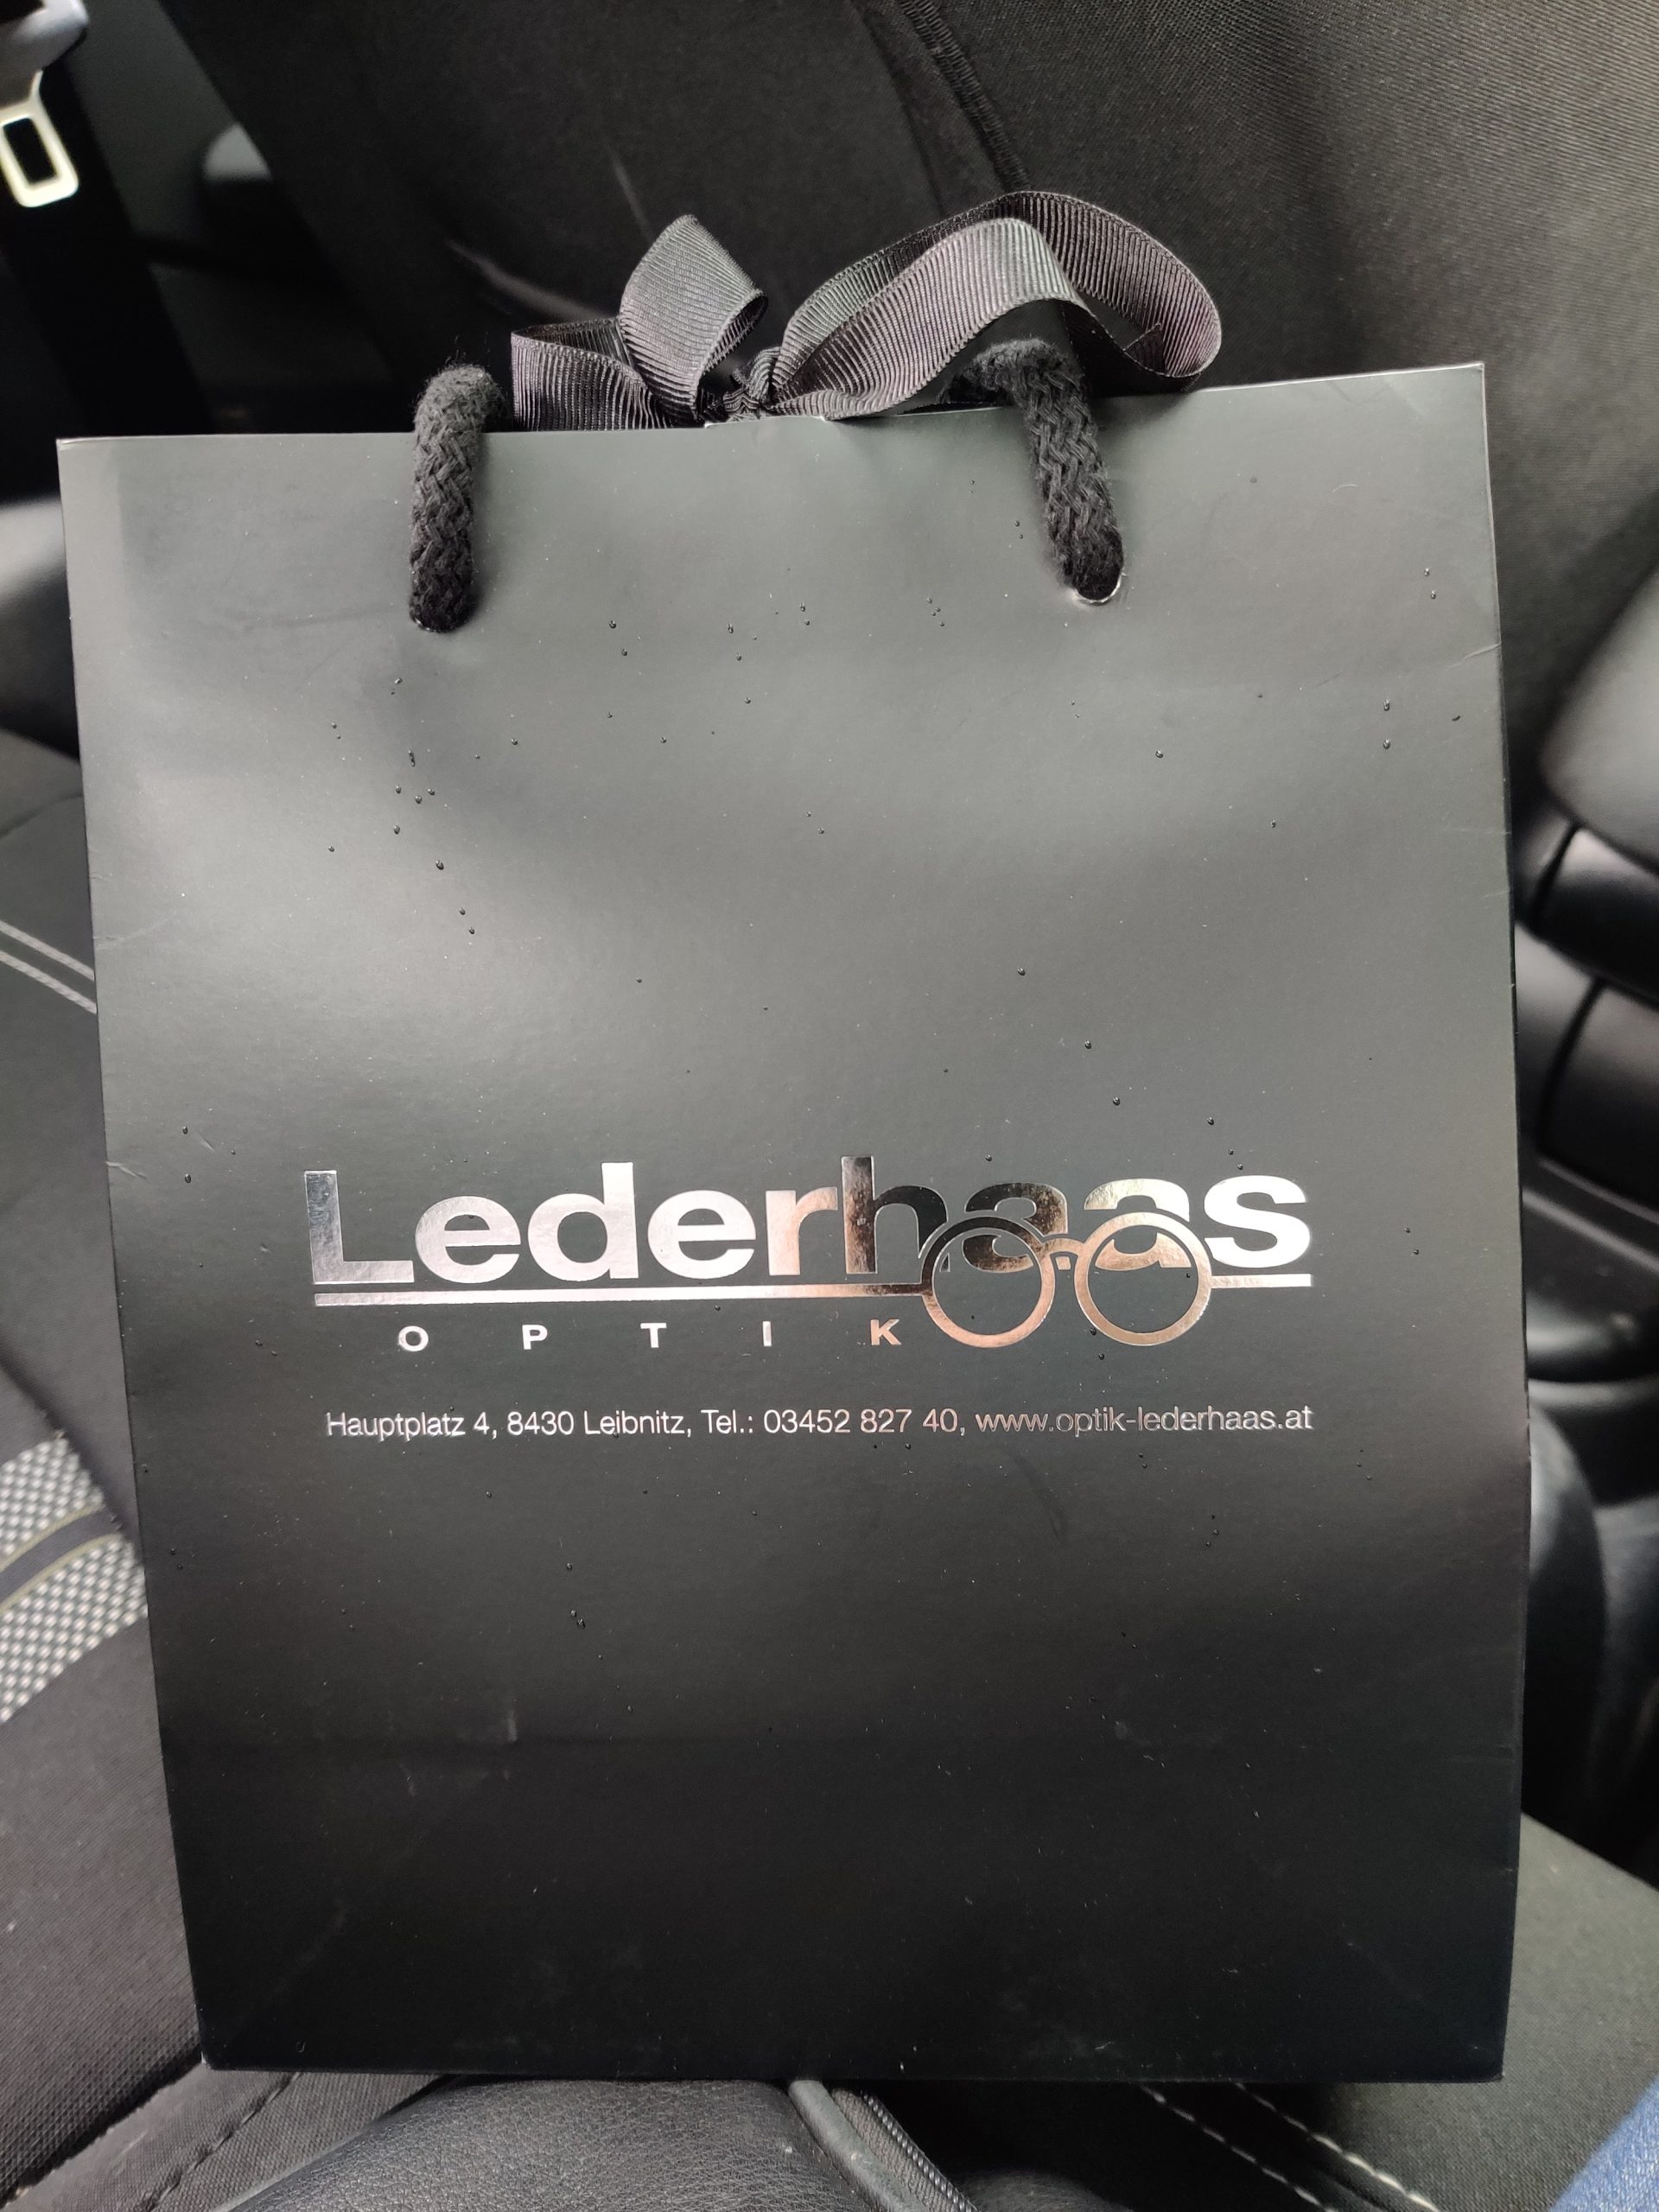 Lederhaas
OPTIK
Hauptplatz 4, 8430 Leibnitz, Tel.: 03452 827 40, www.optik-lederhaas.at